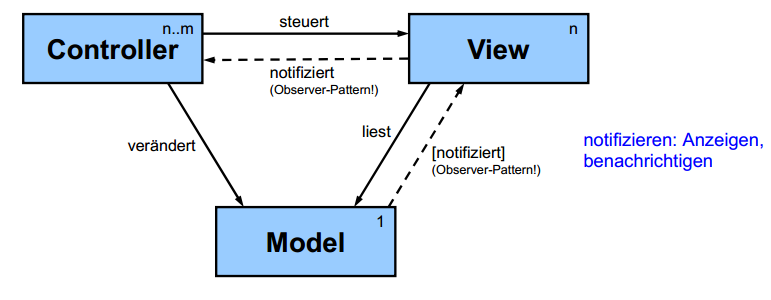 steuert
n..m
Controller
n
View
notifiziert
(Observer-Pattern!)
verändert
liest
[notifiziert]
(Observer-Pattern!)
notifizieren: Anzeigen,
benachrichtigen
1
Model